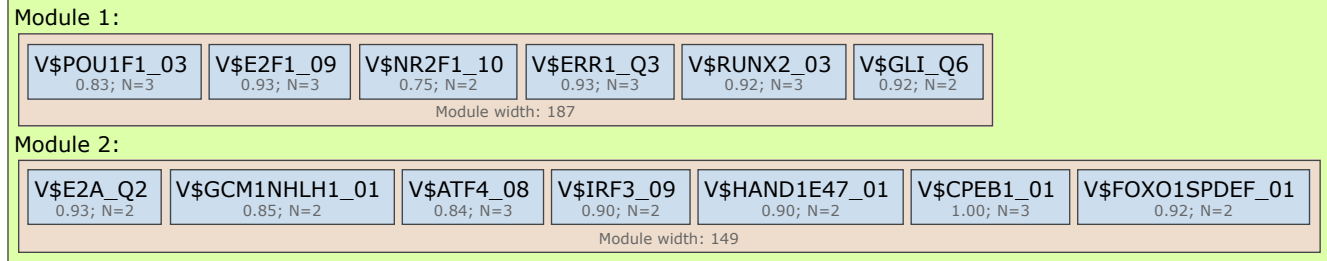 Module 1:
V$POU1F1_03 V$E2F1_09 V$NR2F1_10 V$ERR1_Q3 V$RUNX2_03 V$GLI_Q6
0.83; N=3 0.93; N=3 0.75; N=2 0.93; N=3 0.92; N=3 0.92; N=2
Module width: 187
Module 2:
V$E2A_Q2 V$GCM1NHLH1_01 V$ATF4_08 V$IRF3_09 V$HAND1E47_01 V$CPEB1_01 V$FOXO1SPDEF_01
0.93; N=2 0.85; N=2 0.84; N=3 0.90; N=2 0.90; N=2 1.00; N=3 0.92; N=2
Module width: 149